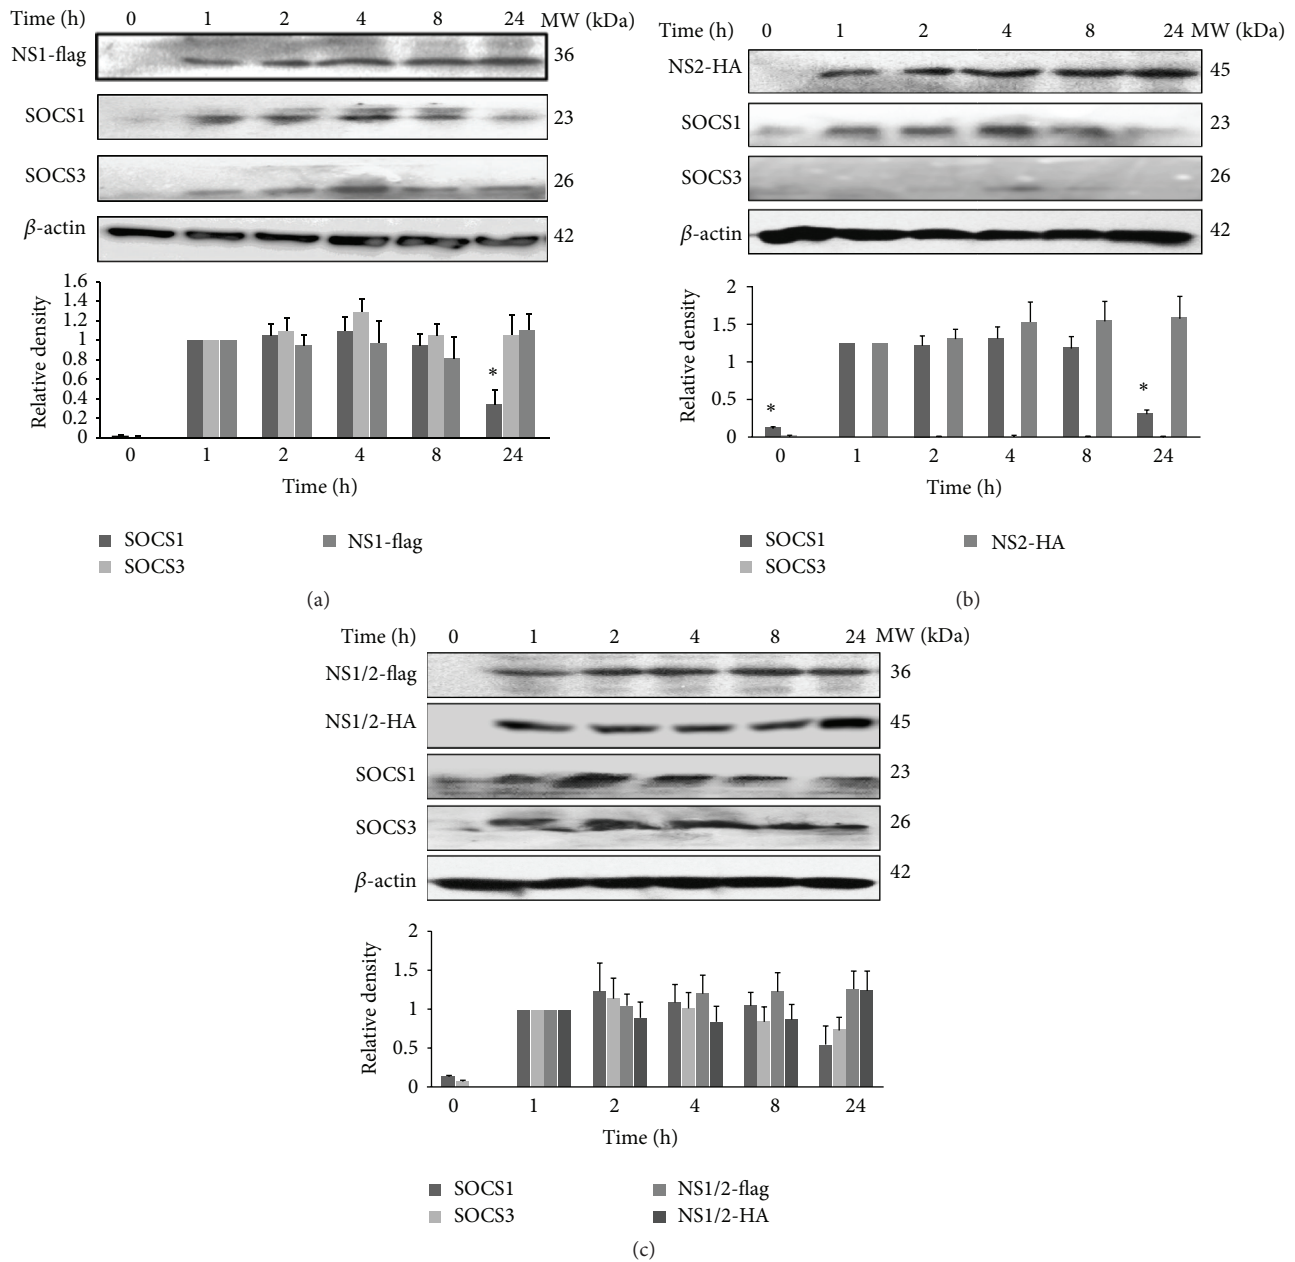 Time (h) 0 1 2 4 8 24 MW (kDa)
NS1-flag 36
SOCS1 23
SOCS3 26
β-actin 42
Relative density
1.6
1.4
1.2
1
0.8
0.6
0.4
0.2
0
*
0 1 2 4 8 24
Time (h)
SOCS1 NS1-flag
SOCS3
(a)
Time (h) 0 1 2 4 8 24 MW (kDa)
NS2-HA 45
SOCS1 23
SOCS3 26
β-actin 42
Relative density
2
1.5
1
0.5
0
* *
0 1 2 4 8 24
Time (h)
SOCS1 NS2-HA
SOCS3
(b)
Time (h) 0 1 2 4 8 24 MW (kDa)
NS1/2-flag 36
NS1/2-HA 45
SOCS1 23
SOCS3 26
β-actin 42
Relative density
2
1.5
1
0.5
0
0 1 2 4 8 24
Time (h)
SOCS1 NS1/2-flag
SOCS3 NS1/2-HA
(c)